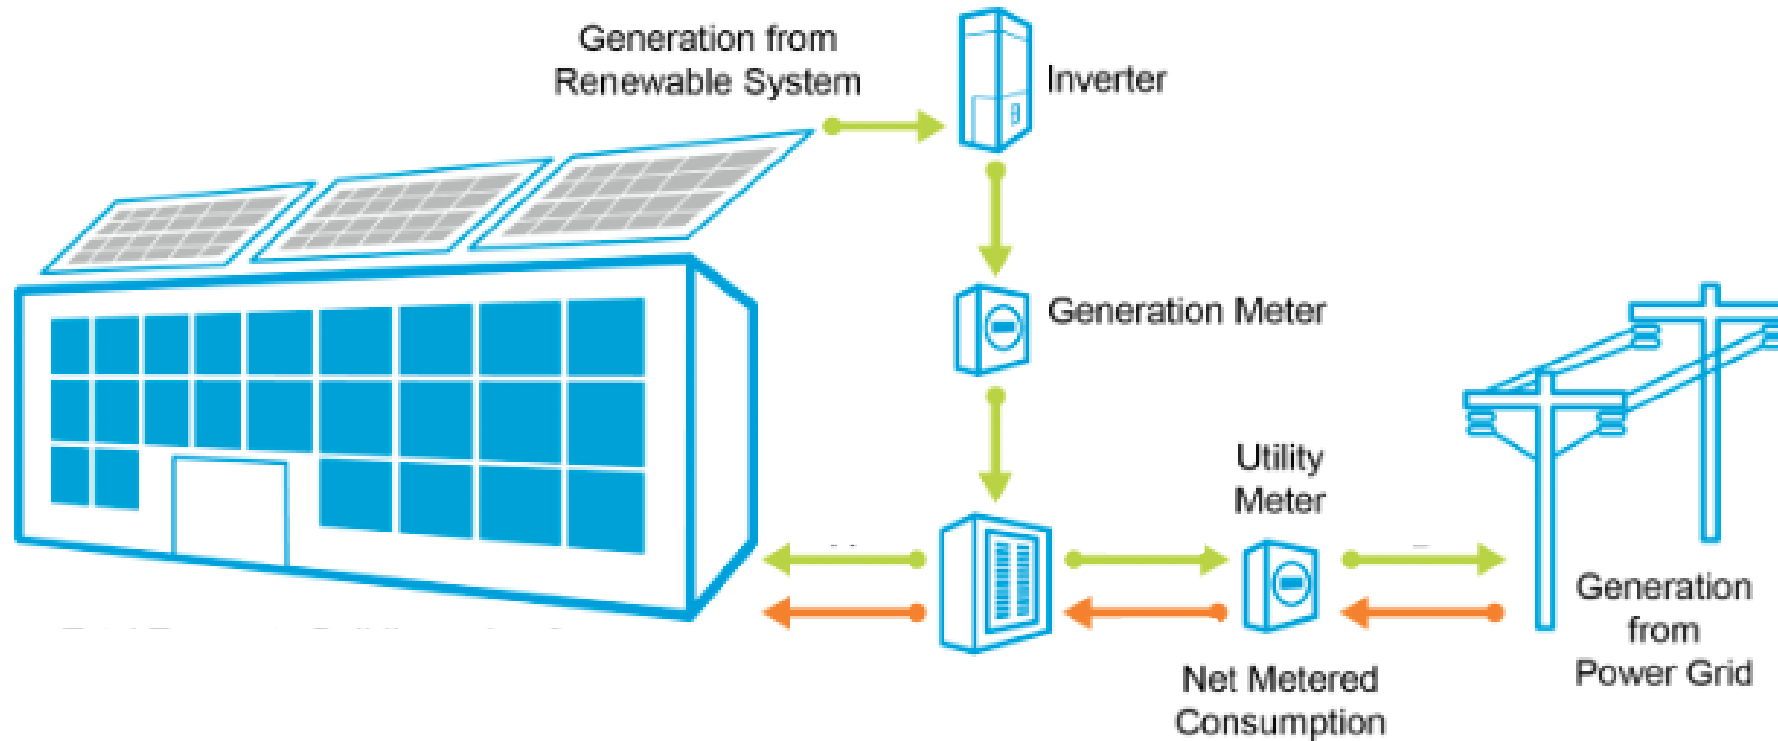 Generation from
Renewable System
Inverter
Generation Meter
Utility
Meter
Generation
from
Power Grid
Net Metered
Consumption